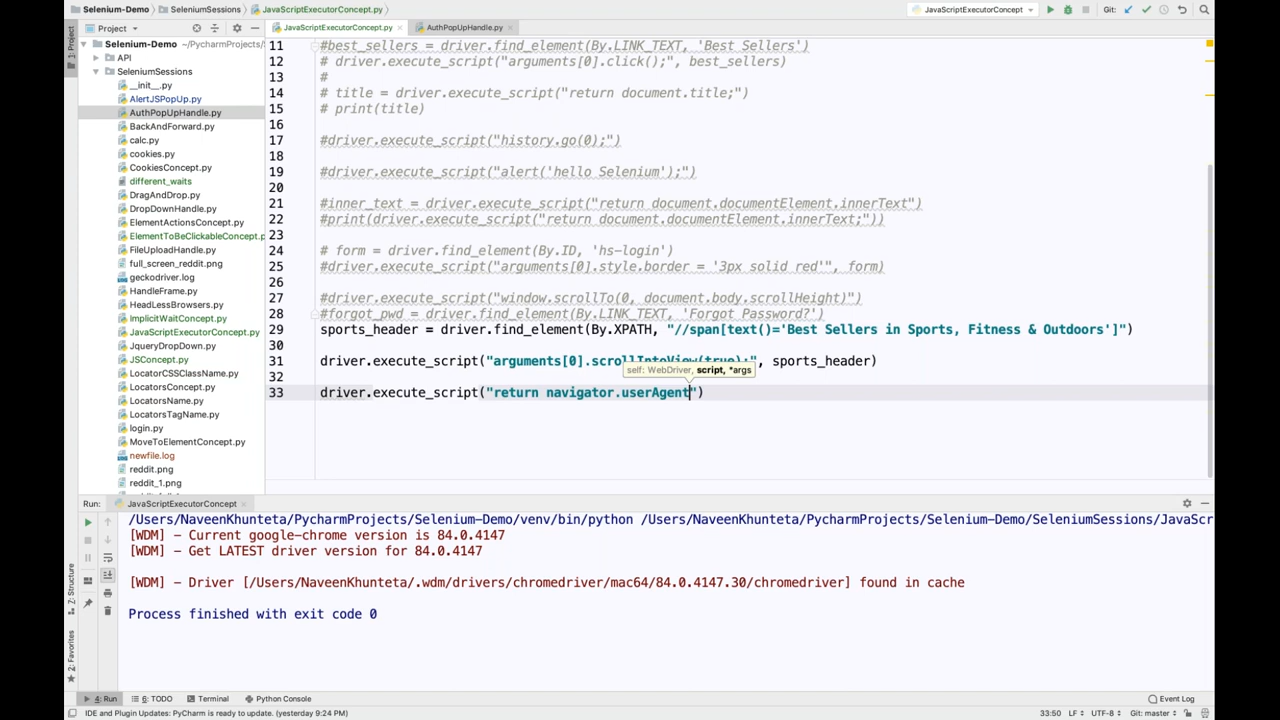 Selenium-Demo
SeleniumSessions
JavaScriptExecutorConcept.py
JavaScriptExecutorConcept
Git:
Project
JavaScriptExecutorConcept.py
AuthPopUpHandle.py
1: Project
Selenium-Demo ~/PycharmProjects/S
API
SeleniumSessions
__init__.py
AlertJSPopUp.py
AuthPopUpHandle.py
BackAndForward.py
calc.py
cookies.py
CookiesConcept.py
different_waits
DragAndDrop.py
DropDownHandle.py
ElementActionsConcept.py
ElementToBeClickableConcept.p
FileUploadHandle.py
full_screen_reddit.png
geckodriver.log
HandleFrame.py
HeadLessBrowsers.py
ImplicitWaitConcept.py
JavaScriptExecutorConcept.py
JqueryDropDown.py
JSConcept.py
LocatorCSSClassName.py
LocatorsConcept.py
LocatorsName.py
LocatorsTagName.py
login.py
MoveToElementConcept.py
newfile.log
reddit.png
reddit_1.png
11 #best_sellers = driver.find_element(By.LINK_TEXT, 'Best Sellers')
12 # driver.execute_script("arguments[0].click();", best_sellers)
13 #
14 # title = driver.execute_script("return document.title;")
15 # print(title)
16
17 #driver.execute_script("history.go(0);")
18
19 #driver.execute_script("alert('hello Selenium');")
20
21 #inner_text = driver.execute_script("return document.documentElement.innerText")
22 #print(driver.execute_script("return document.documentElement.innerText;"))
23
24 # form = driver.find_element(By.ID, 'hs-login')
25 #driver.execute_script("arguments[0].style.border = '3px solid red'", form)
26
27 #driver.execute_script("window.scrollTo(0, document.body.scrollHeight)")
28 #forgot_pwd = driver.find_element(By.LINK_TEXT, 'Forgot Password?')
29 sports_header = driver.find_element(By.XPATH, "//span[text()='Best Sellers in Sports, Fitness & Outdoors']")
30
31 driver.execute_script("arguments[0].scrollIntoView(true);", sports_header)
self: WebDriver, script, *args
32
33 driver.execute_script("return navigator.userAgent")
Run: JavaScriptExecutorConcept
/Users/NaveenKhunteta/PycharmProjects/Selenium-Demo/venv/bin/python /Users/NaveenKhunteta/PycharmProjects/Selenium-Demo/SeleniumSessions/JavaScr
[WDM] - Current google-chrome version is 84.0.4147
[WDM] - Get LATEST driver version for 84.0.4147
[WDM] - Driver [/Users/NaveenKhunteta/.wdm/drivers/chromedriver/mac64/84.0.4147.30/chromedriver] found in cache
Process finished with exit code 0
Z: Structure
2: Favorites
4: Run
6: TODO
Terminal
Python Console
Event Log
IDE and Plugin Updates: PyCharm is ready to update. (yesterday 9:24 PM)
33:50 LF UTF-8 4 spaces Git: master